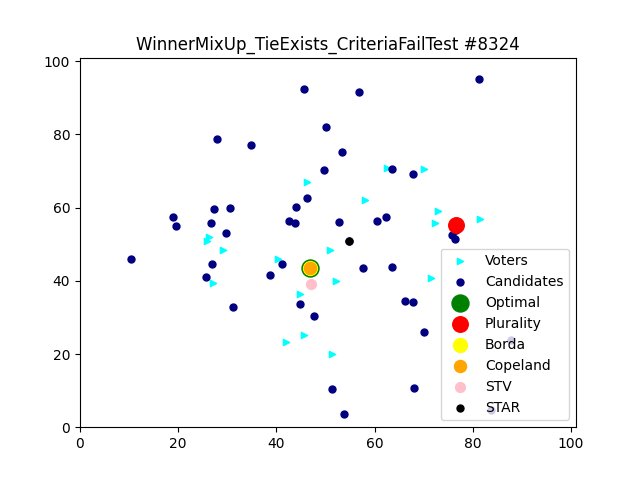 WinnerMixUp_TieExists_CriteriaFailTest #8324
100
80
60
40
20
0
0 20 40 60 80 100
Voters
Candidates
Optimal
Plurality
Borda
Copeland
STV
STAR